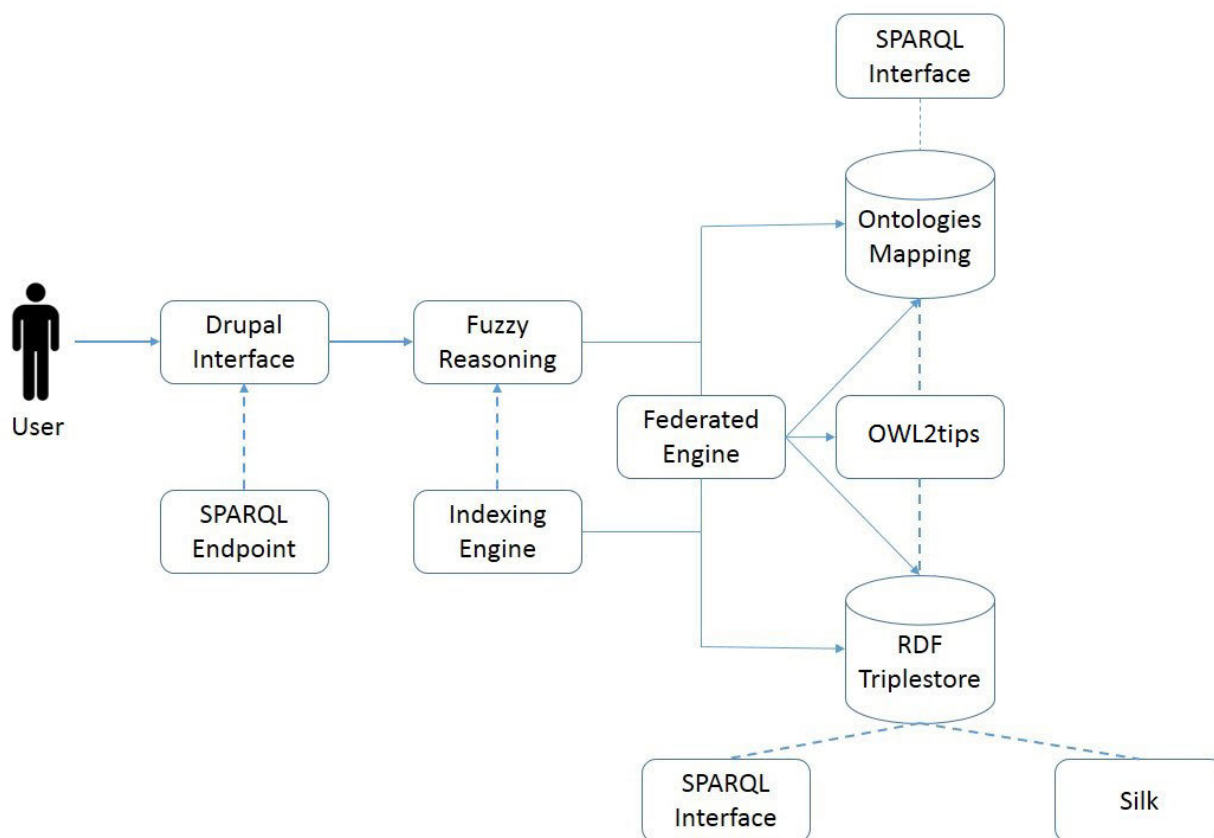 SPARQL
Interface
Ontologies
Mapping
Drupal
Interface
Fuzzy
Reasoning
User
Federated
Engine
OWL2tips
SPARQL
Endpoint
Indexing
Engine
RDF
Triplestore
SPARQL
Interface
Silk